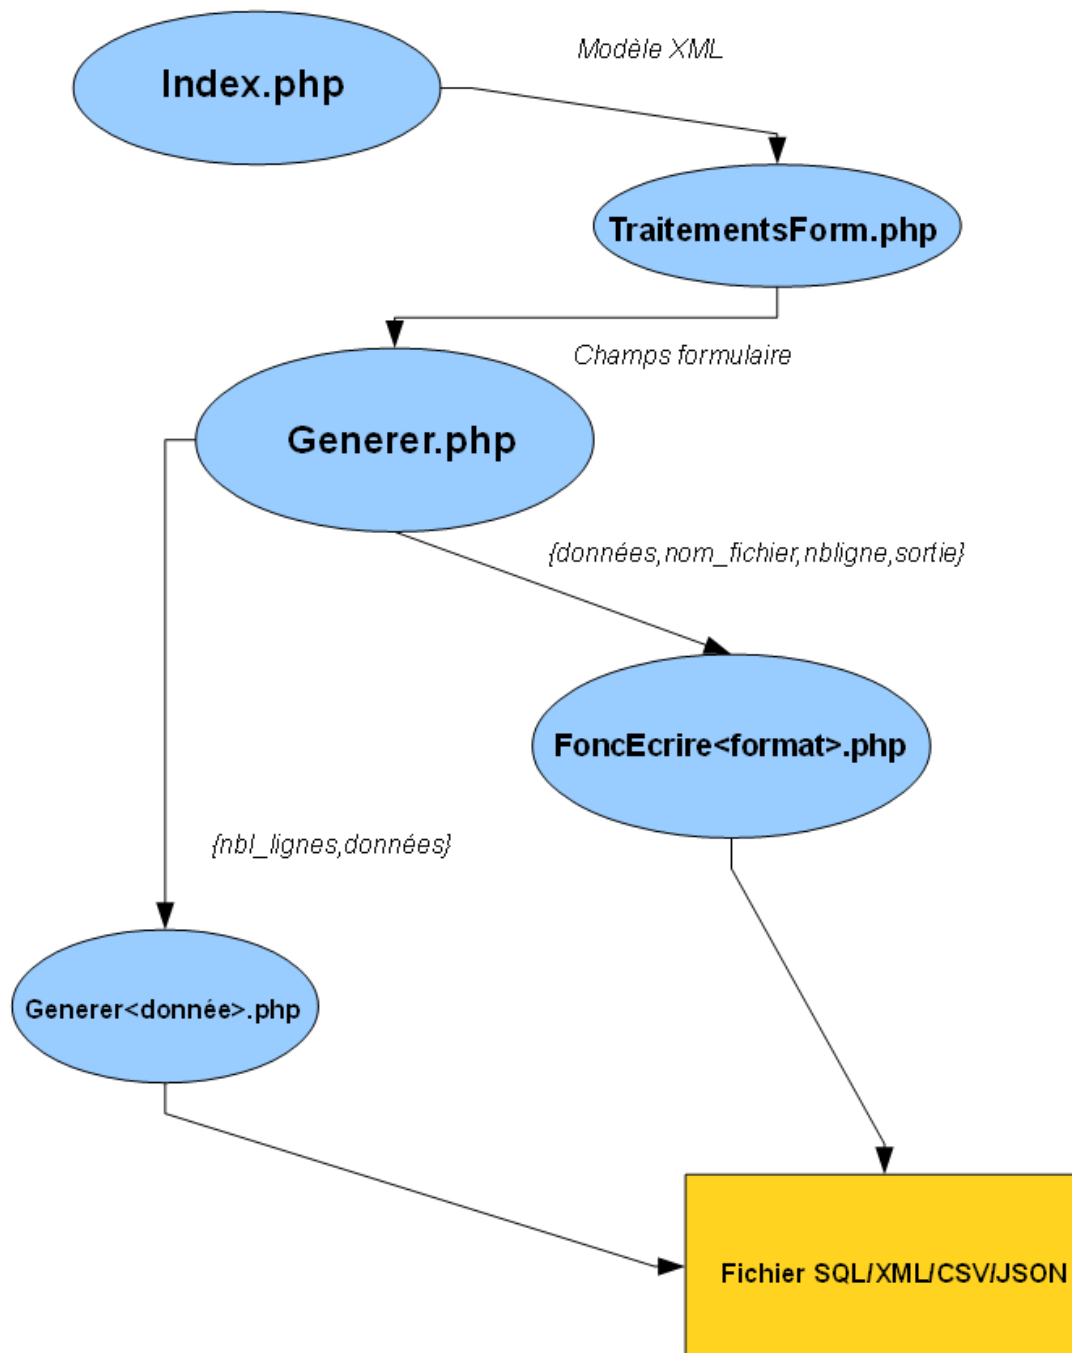 Modèle XML
Index.php
TraitementsForm.php
Champs formulaire
Generer.php
{données,nom_fichier,nbligne,sortie}
FoncEcrire<format>.php
{nbl_lignes,données}
Generer<donnée>.php
Fichier SQL/XML/CSV/JSON